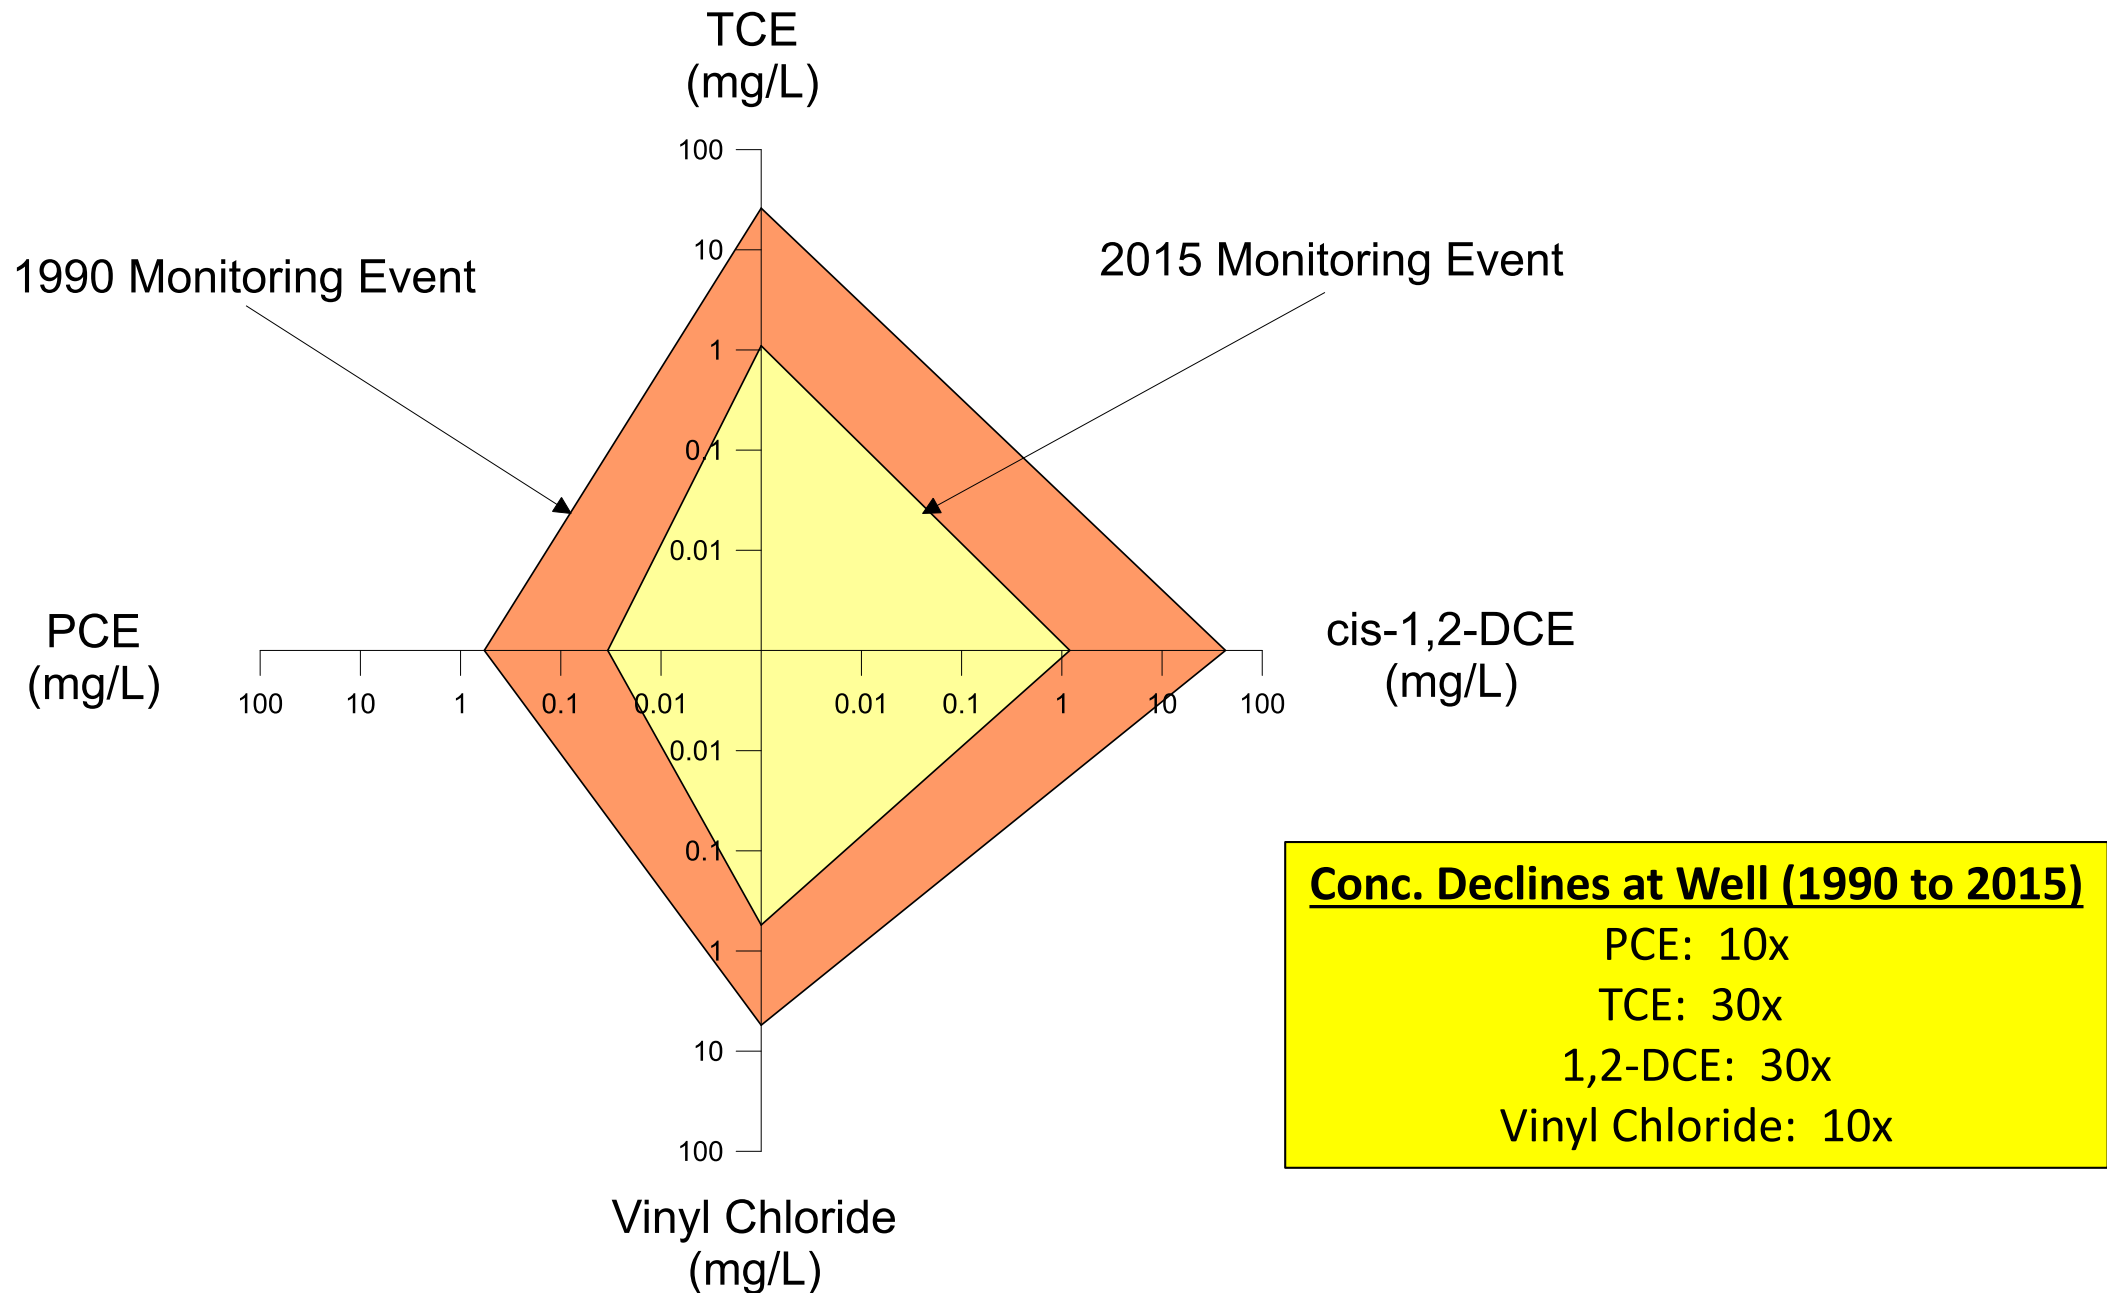 TCE
(mg/L)
100
10
1
0.1
0.01
1990 Monitoring Event
2015 Monitoring Event
PCE
(mg/L)
cis-1,2-DCE
(mg/L)
100 10 1 0.1 0.01 0.01 0.1 1 10 100
0.01
0.1
1
10
100
Vinyl Chloride
(mg/L)
Conc. Declines at Well (1990 to 2015)
PCE: 10x
TCE: 30x
1,2-DCE: 30x
Vinyl Chloride: 10x